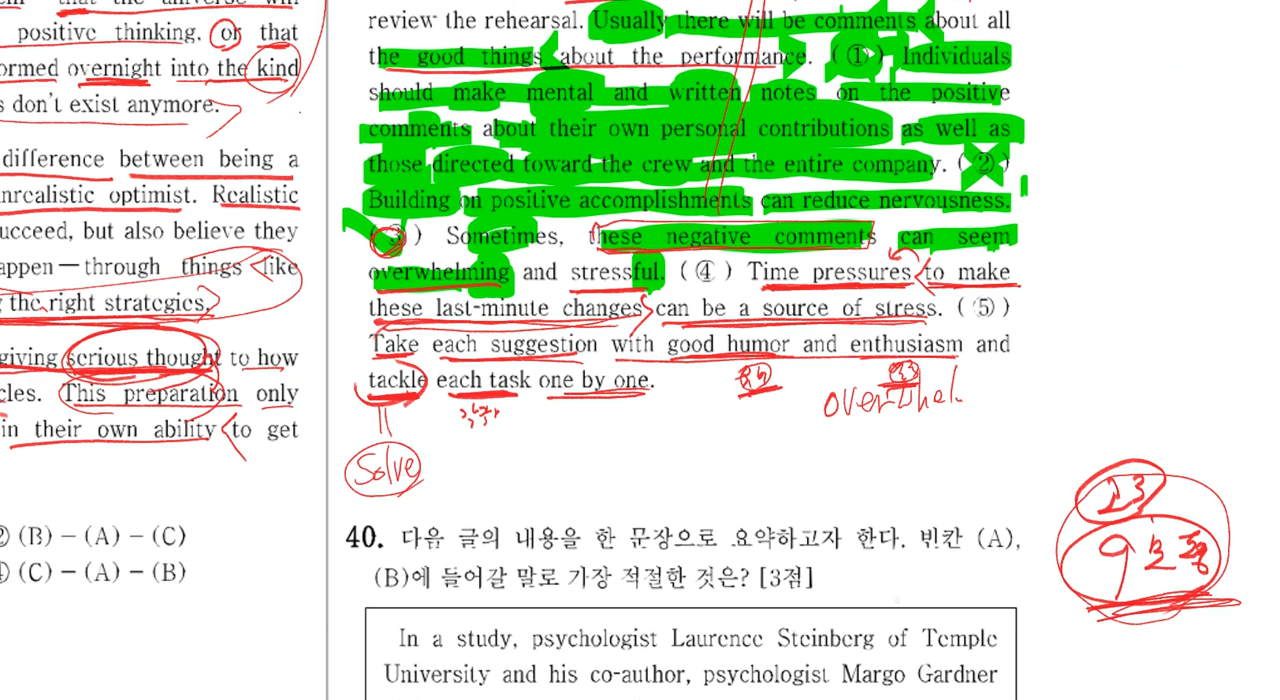 positive thinking, or that
ormed overnight into the kind
s don't exist anymore.
difference between being a
nrealistic optimist. Realistic
ucceed, but also believe they
appen — through things like
g the right strategies,
giving serious thought to how
cles. This preparation only
in their own ability to get
② (B) − (A) − (C)
(C) − (A) − (B)
review the rehearsal. Usually there will be comments about all
the good things about the performance. ( ① ) Individuals
should make mental and written notes on the positive
comments about their own personal contributions as well as
those directed toward the crew and the entire company. ( ② )
Building on positive accomplishments can reduce nervousness.
( ③ ) Sometimes, these negative comments can seem
overwhelming and stressful. ( ④ ) Time pressures to make
these last-minute changes can be a source of stress. ( ⑤ )
Take each suggestion with good humor and enthusiasm and
tackle each task one by one.
Solve
40. 다음 글의 내용을 한 문장으로 요약하고자 한다. 빈칸 (A),
(B)에 들어갈 말로 가장 적절한 것은? [3점]
In a study, psychologist Laurence Steinberg of Temple
University and his co-author, psychologist Margo Gardner
23